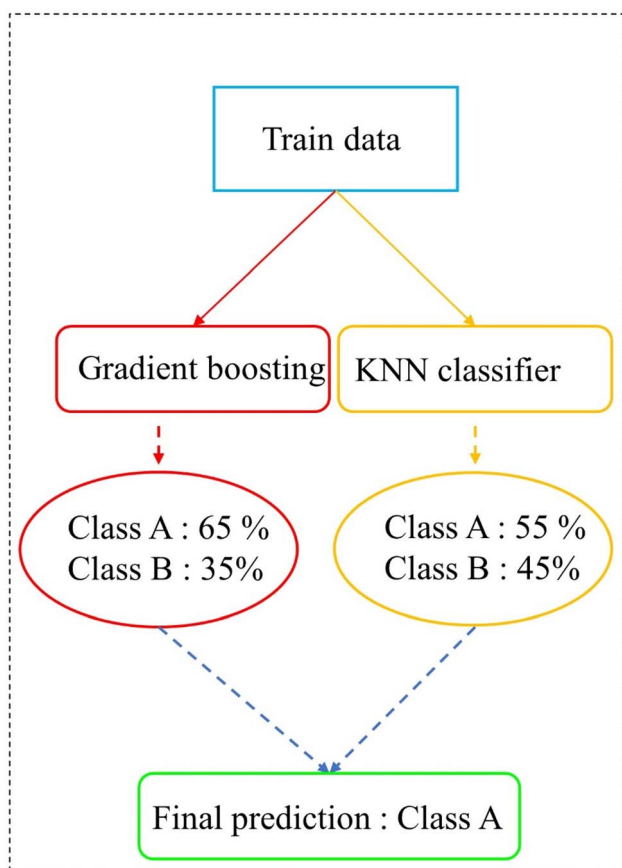 Train data
Gradient boosting
KNN classifier
Class A : 65 %
Class B : 35%
Class A : 55 %
Class B : 45%
Final prediction : Class A